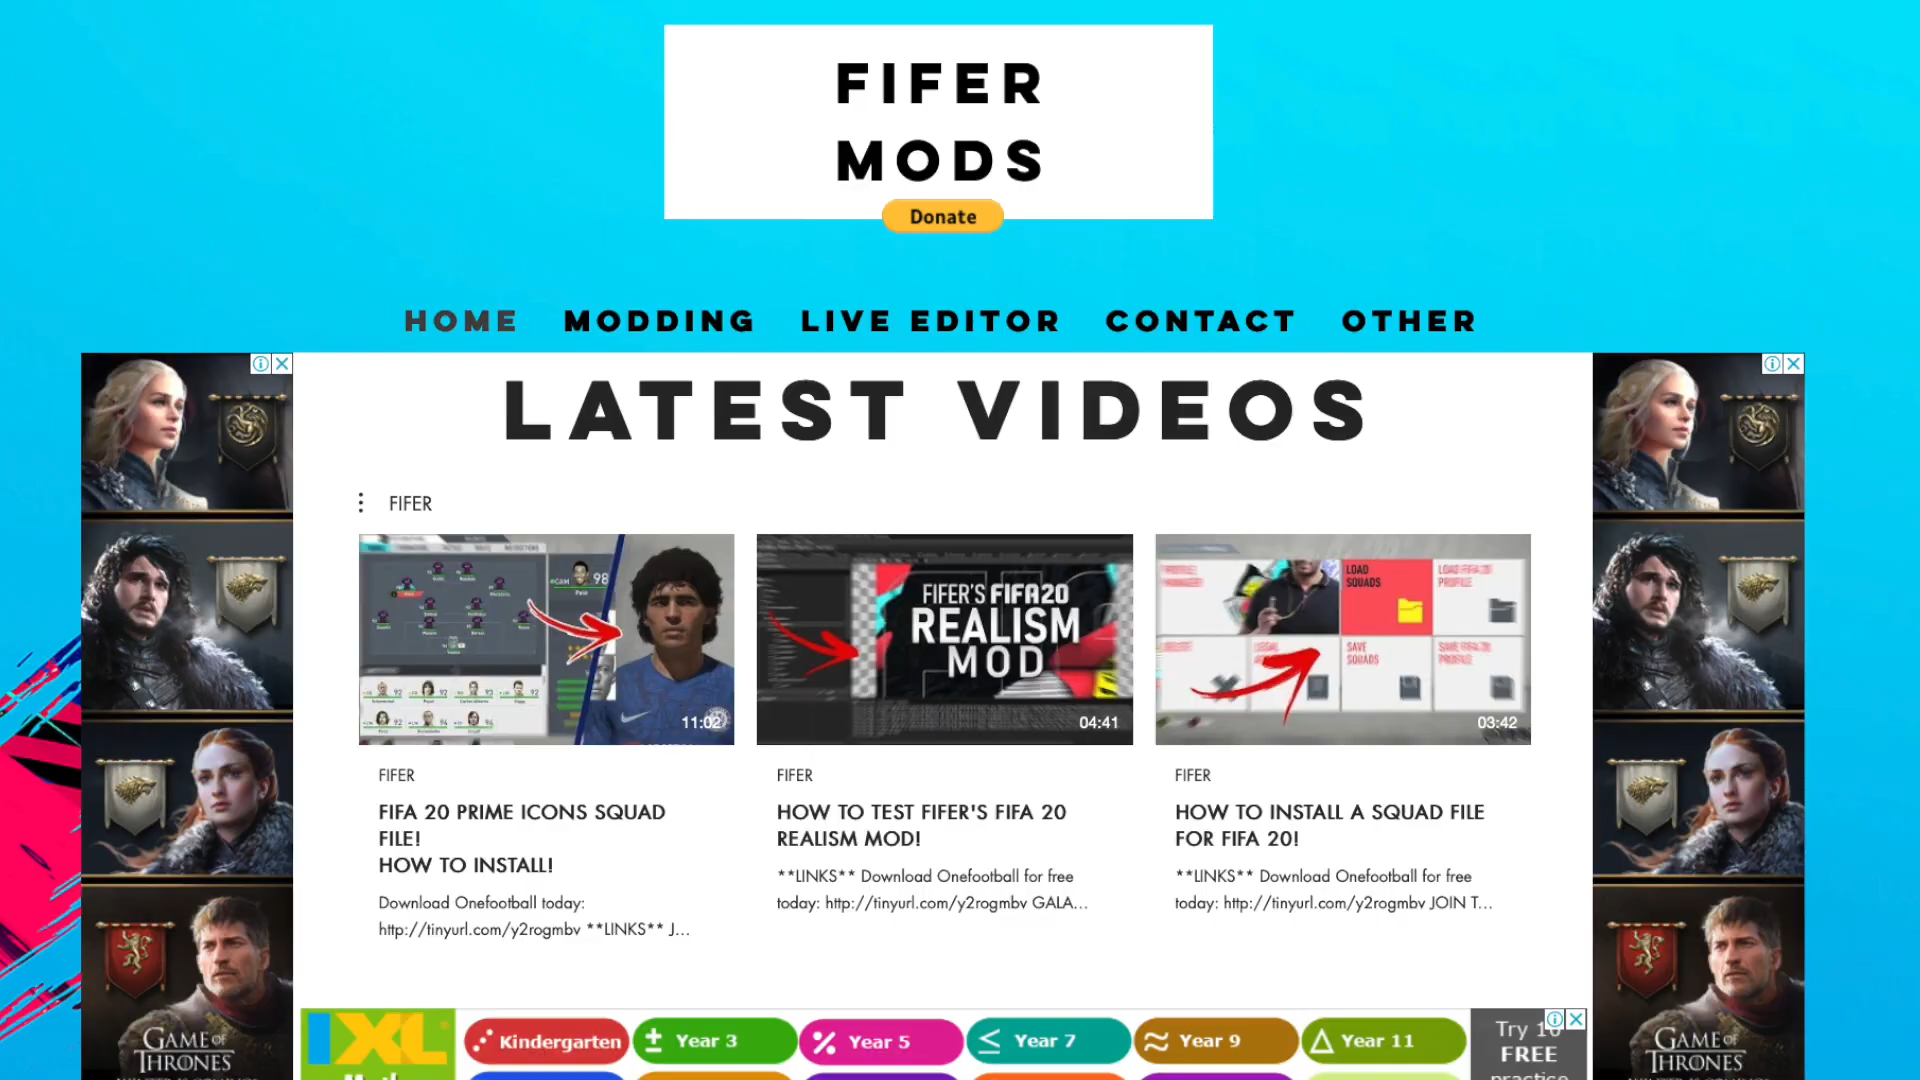 FIFER
MODS
Donate
HOME MODDING LIVE EDITOR CONTACT OTHER
LATEST VIDEOS
FIFER
98
11:02
FIFER'S FIFA20
REALISM
MOD
04:41
LOAD
SQUADS
SAVE
SQUADS
03:42
FIFER
FIFA 20 PRIME ICONS SQUAD
FILE!
HOW TO INSTALL!
Download Onefootball today:
http://tinyurl.com/y2rogmbv **LINKS** J...
FIFER
HOW TO TEST FIFER'S FIFA 20
REALISM MOD!
**LINKS** Download Onefootball for free
today: http://tinyurl.com/y2rogmbv GALA...
FIFER
HOW TO INSTALL A SQUAD FILE
FOR FIFA 20!
**LINKS** Download Onefootball for free
today: http://tinyurl.com/y2rogmbv JOIN T...
GAME OF
THRONES
GAME OF
THRONES
IXL
Kindergarten
Year 3
Year 5
Year 7
Year 9
Year 11
Try 10
FREE
practice